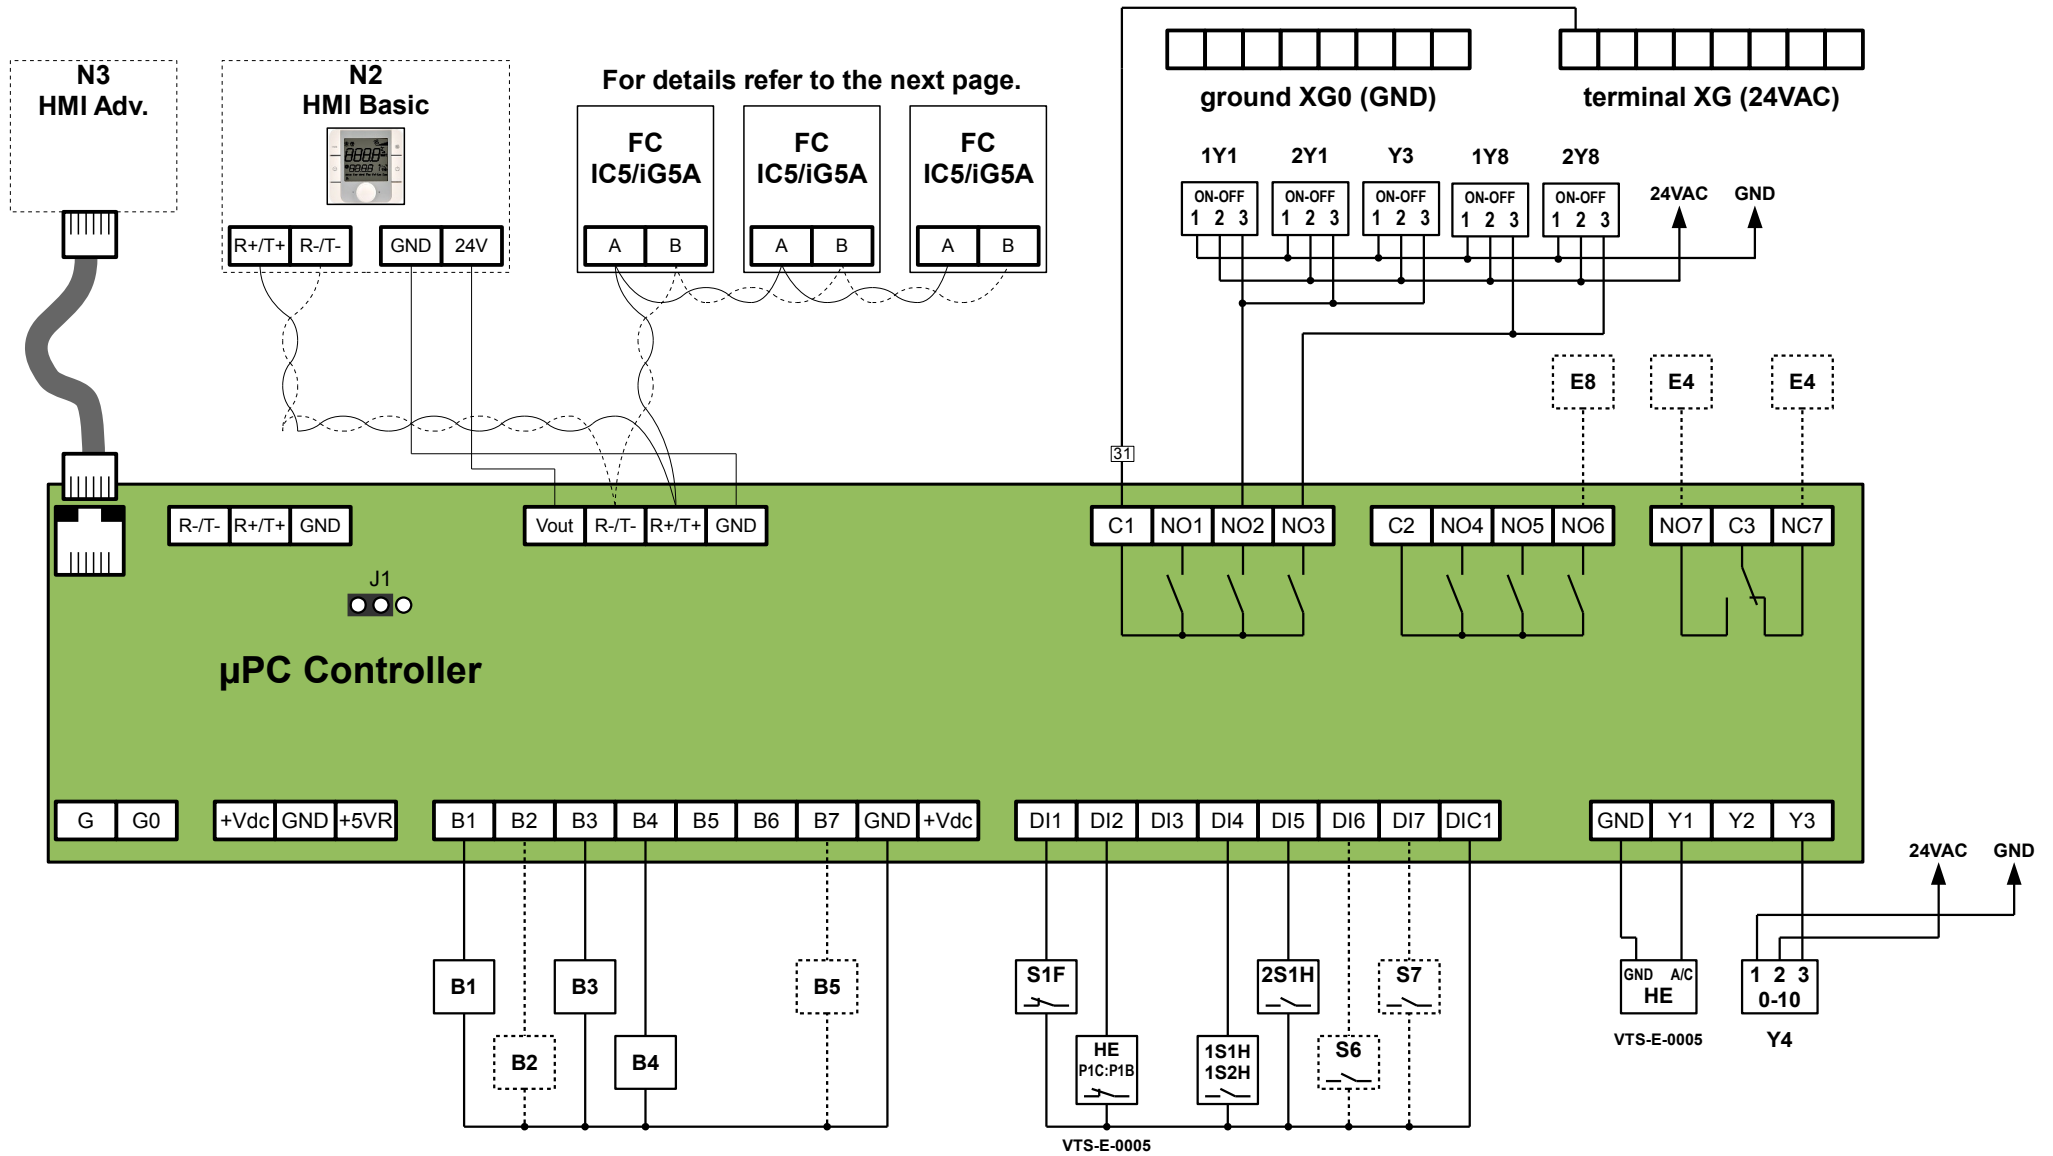 N3
HMI Adv.
N2
HMI Basic
R+/T+ R-/T- GND 24V
For details refer to the next page.
FC
IC5/iG5A
A B
FC
IC5/iG5A
A B
FC
IC5/iG5A
A B
ground XG0 (GND)
terminal XG (24VAC)
1Y1 2Y1 Y3 1Y8 2Y8
ON-OFF ON-OFF ON-OFF ON-OFF ON-OFF
1 2 3 1 2 3 1 2 3 1 2 3 1 2 3
24VAC GND
E8 E4 E4
31
R-/T- R+/T+ GND
Vout R-/T- R+/T+ GND
C1 NO1 NO2 NO3
C2 NO4 NO5 NO6
NO7 C3 NC7
J1
µPC Controller
G G0
+Vdc GND +5VR
B1 B2 B3 B4 B5 B6 B7 GND +Vdc
DI1 DI2 DI3 DI4 DI5 DI6 DI7 DIC1
GND Y1 Y2 Y3
24VAC GND
B1 B3 B5
B2 B4
S1F 2S1H S7
HE
P1C:P1B
1S1H
1S2H
S6
VTS-E-0005
GND A/C
HE
VTS-E-0005
1 2 3
0-10
Y4